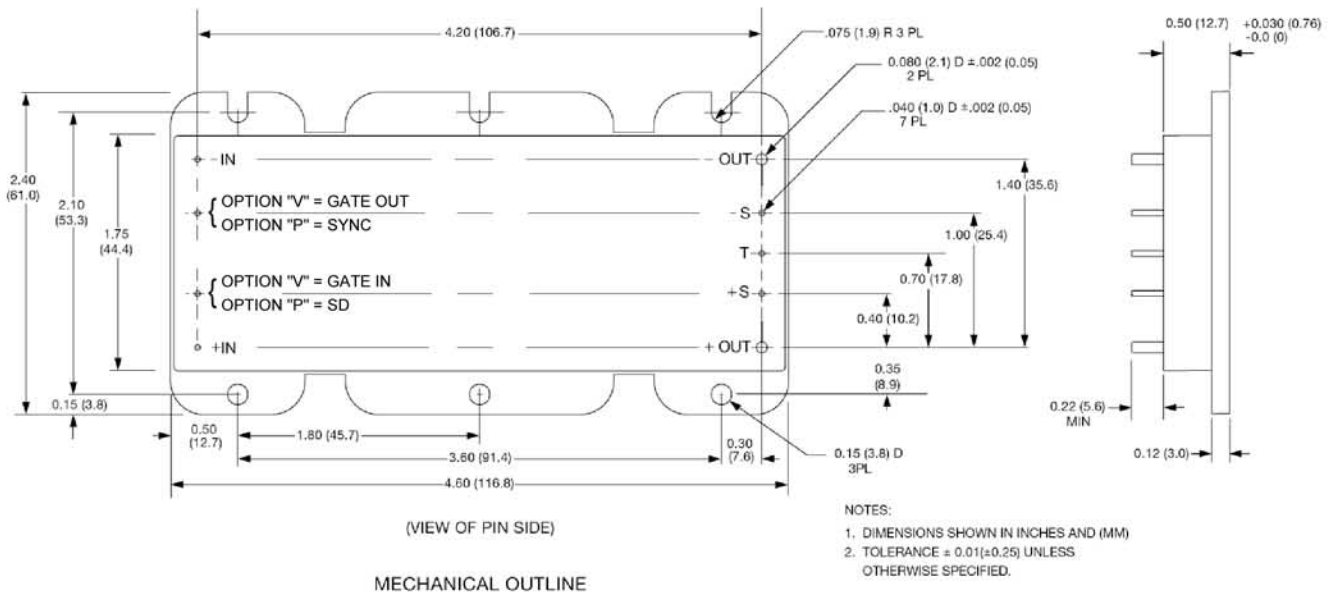 4.20 (106.7)
.075 (1.9) R 3 PL
0.50 (12.7)
+0.030 (0.76)
-0.0 (0)
0.080 (2.1) D ±.002 (0.05)
2 PL
.040 (1.0) D ±.002 (0.05)
7 PL
2.40
(61.0)
2.10
(53.3)
1.75
(44.4)
-IN
- OUT
OPTION "V" = GATE OUT
OPTION "P" = SYNC
- S
T
OPTION "V" = GATE IN
OPTION "P" = SD
+S
+IN
+ OUT
1.40 (35.6)
1.00 (25.4)
0.70 (17.8)
0.40 (10.2)
0.35
(8.9)
0.15 (3.8)
0.50
(12.7)
1.80 (45.7)
3.60 (91.4)
0.30
(7.6)
4.60 (116.8)
0.15 (3.8) D
3PL
0.22 (5.6)
MIN
0.12 (3.0)
(VIEW OF PIN SIDE)
MECHANICAL OUTLINE
NOTES:
1. DIMENSIONS SHOWN IN INCHES AND (MM)
2. TOLERANCE ± 0.01(±0.25) UNLESS
OTHERWISE SPECIFIED.